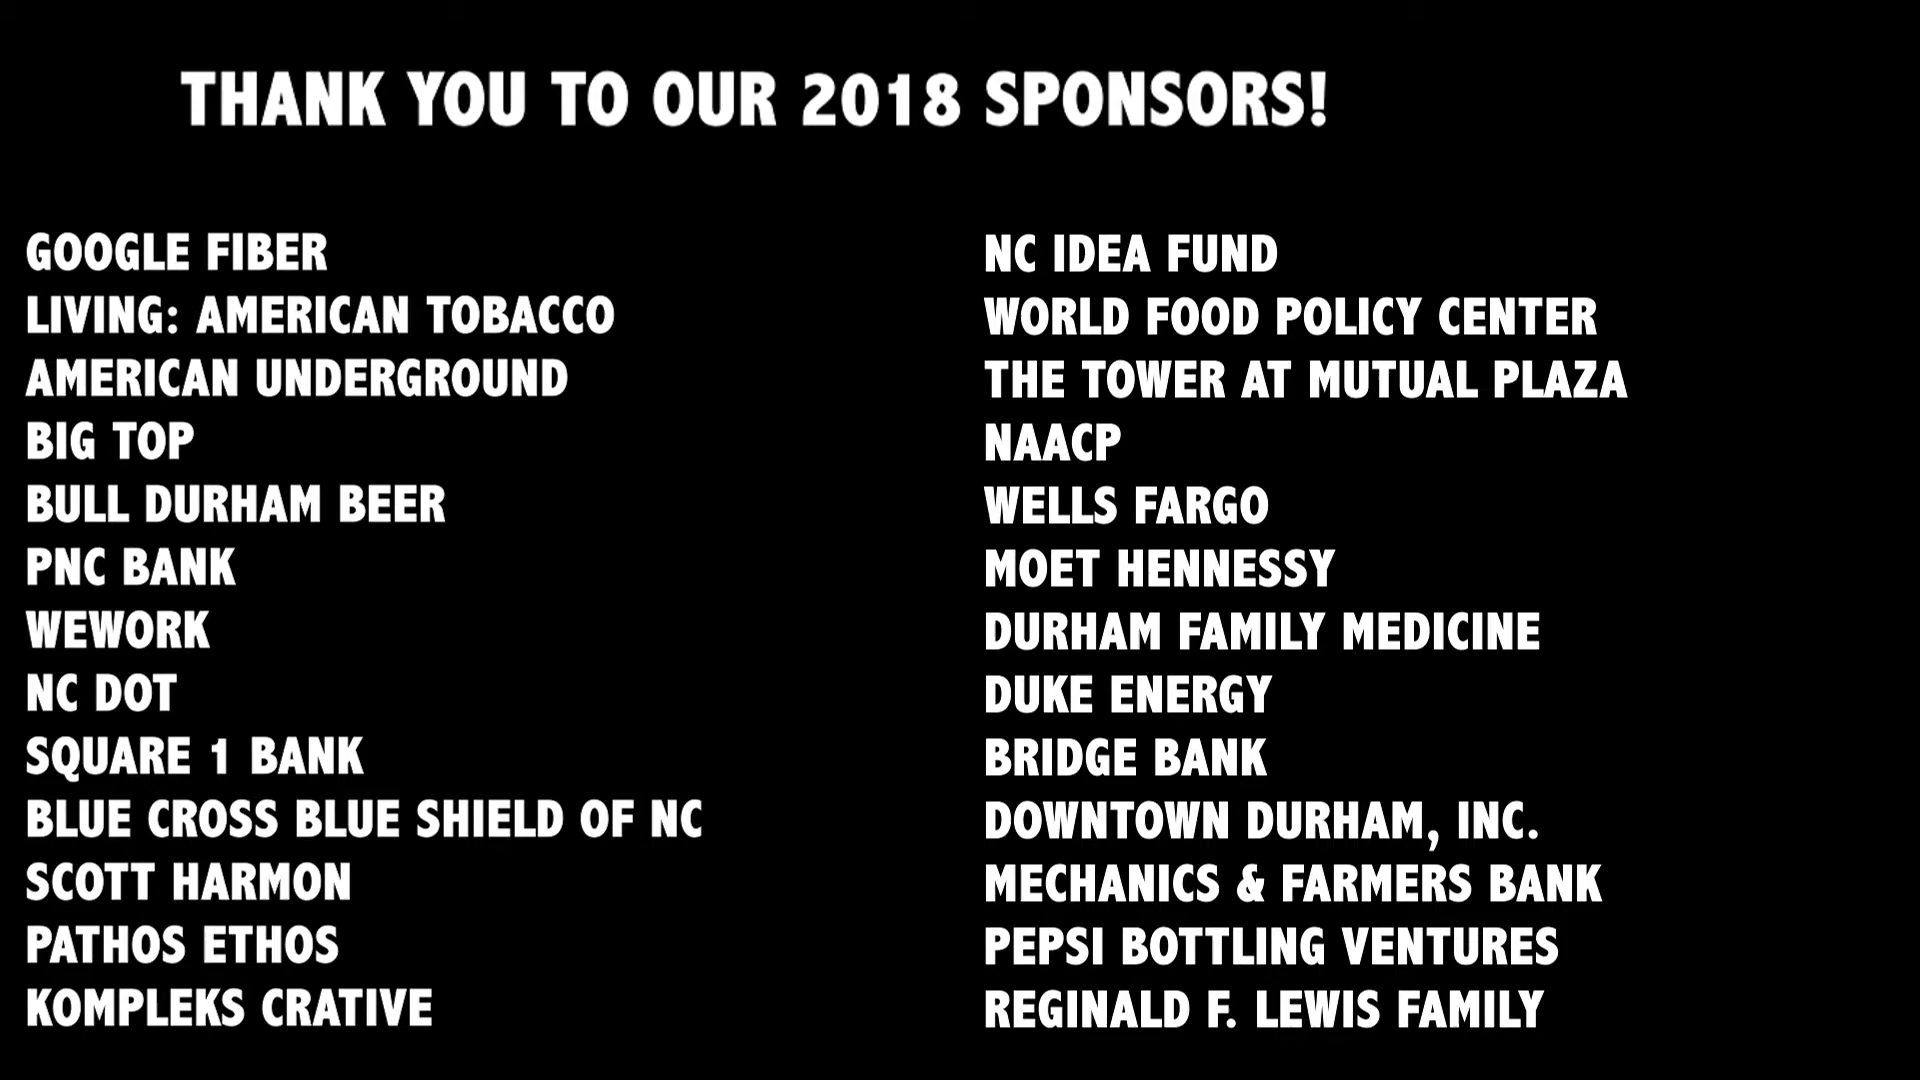 THANK YOU TO OUR 2018 SPONSORS!
GOOGLE FIBER
LIVING: AMERICAN TOBACCO
AMERICAN UNDERGROUND
BIG TOP
BULL DURHAM BEER
PNC BANK
WEWORK
NC DOT
SQUARE 1 BANK
BLUE CROSS BLUE SHIELD OF NC
SCOTT HARMON
PATHOS ETHOS
KOMPLEKS CRATIVE
NC IDEA FUND
WORLD FOOD POLICY CENTER
THE TOWER AT MUTUAL PLAZA
NAACP
WELLS FARGO
MOET HENNESSY
DURHAM FAMILY MEDICINE
DUKE ENERGY
BRIDGE BANK
DOWNTOWN DURHAM, INC.
MECHANICS & FARMERS BANK
PEPSI BOTTLING VENTURES
REGINALD F. LEWIS FAMILY